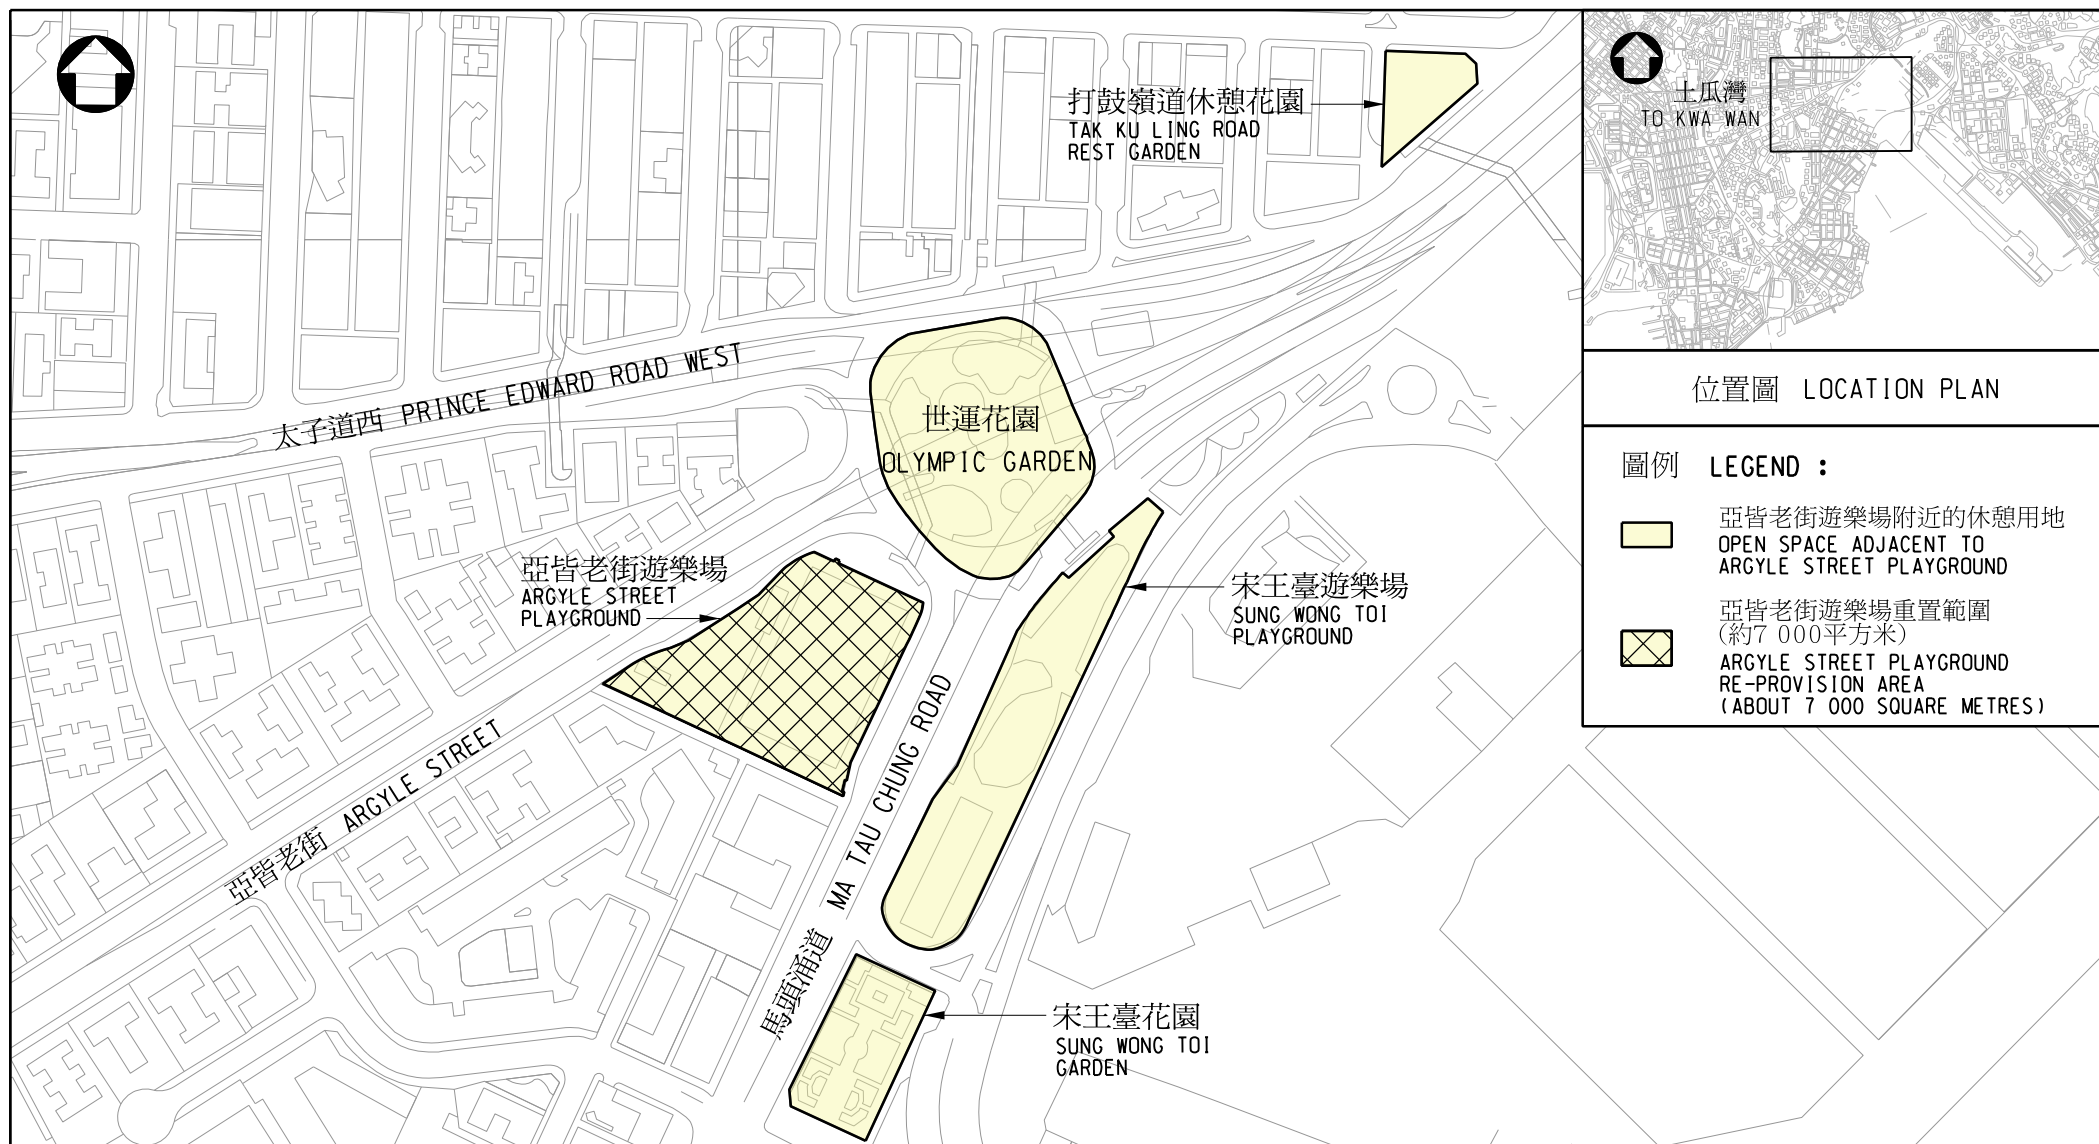 打鼓嶺道休憩花園
TAK KU LING ROAD
REST GARDEN
太子道西 PRINCE EDWARD ROAD WEST
世運花園
OLYMPIC GARDEN
亞皆老街遊樂場
ARGYLE STREET
PLAYGROUND
宋王臺遊樂場
SUNG WONG TOI
PLAYGROUND
亞皆老街 ARGYLE STREET
馬頭涌道 MA TAU CHUNG ROAD
宋王臺花園
SUNG WONG TOI
GARDEN
土瓜灣
TO KWA WAN
位置圖 LOCATION PLAN
圖例 LEGEND :
亞皆老街遊樂場附近的休憩用地
OPEN SPACE ADJACENT TO
ARGYLE STREET PLAYGROUND
亞皆老街遊樂場重置範圍
(約7 000平方米)
ARGYLE STREET PLAYGROUND
RE-PROVISION AREA
(ABOUT 7 000 SQUARE METRES)